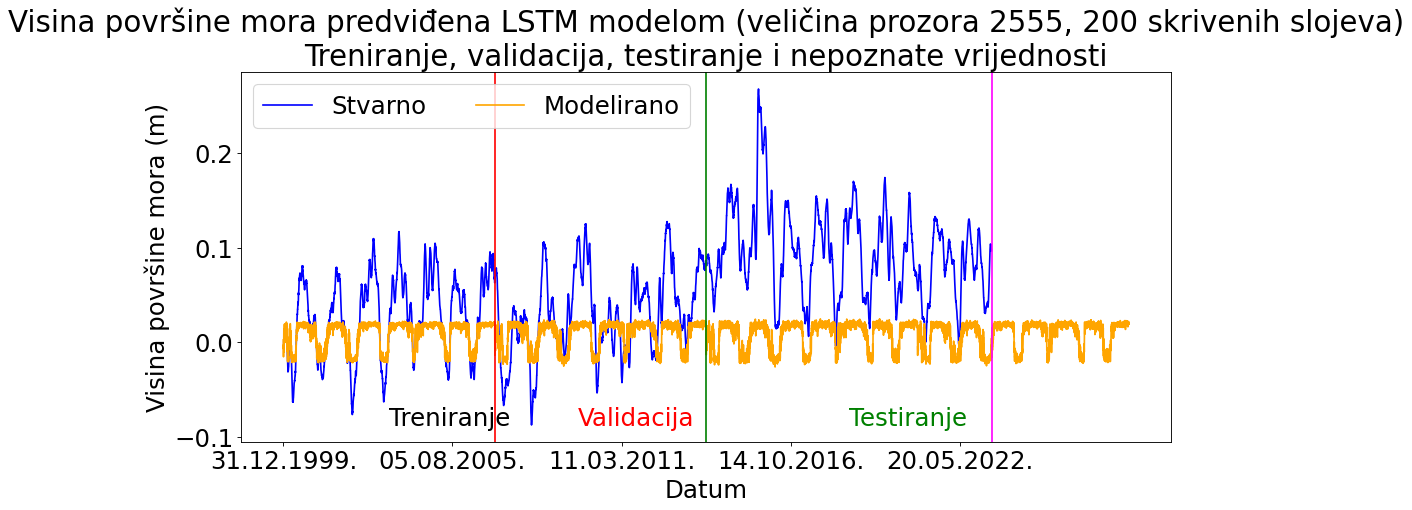 Visina površine mora predviđena LSTM modelom (veličina prozora 2555, 200 skrivenih slojeva)
Treniranje, validacija, testiranje i nepoznate vrijednosti
Stvarno
Modelirano
Visina površine mora (m)
0.2
0.1
0.0
−0.1
Treniranje
Validacija
Testiranje
31.12.1999.
05.08.2005.
11.03.2011.
14.10.2016.
20.05.2022.
Datum